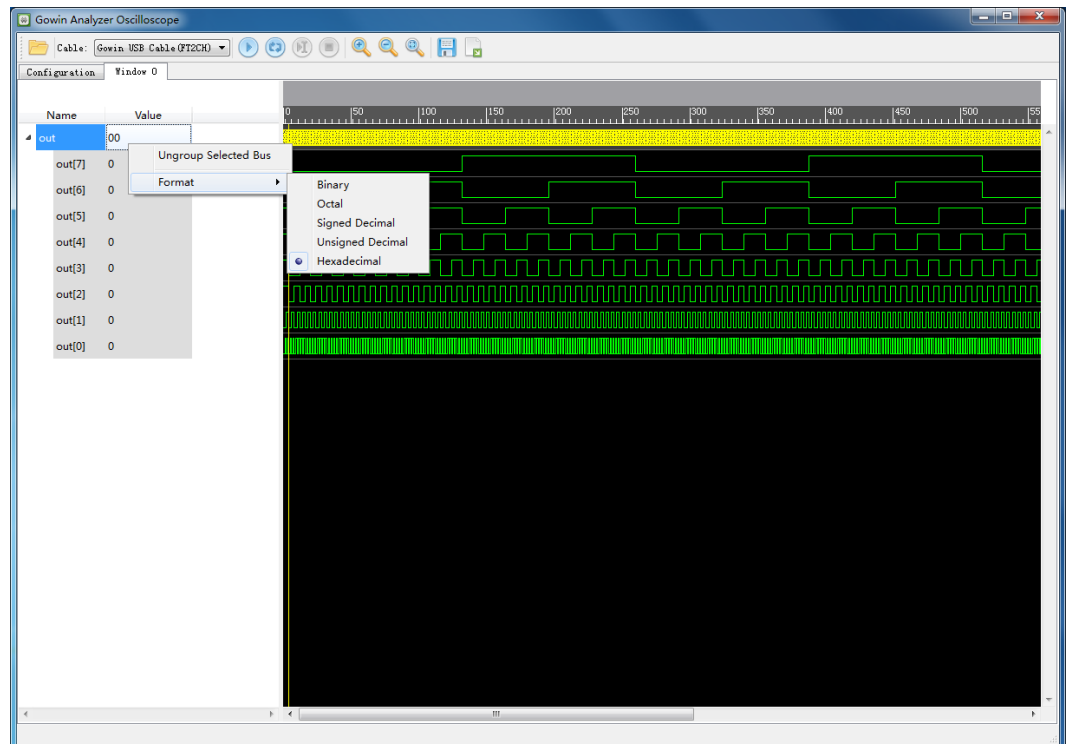 Gowin Analyzer Oscilloscope
Cable: Gowin USB Cable(FT2CH)
Configuration Window 0
Name Value
0 50 100 150 200 250 300 350 400 450 500 55
out 00
out[7] 0
out[6] 0
out[5] 0
out[4] 0
out[3] 0
out[2] 0
out[1] 0
out[0] 0
Ungroup Selected Bus
Format
Binary
Octal
Signed Decimal
Unsigned Decimal
Hexadecimal